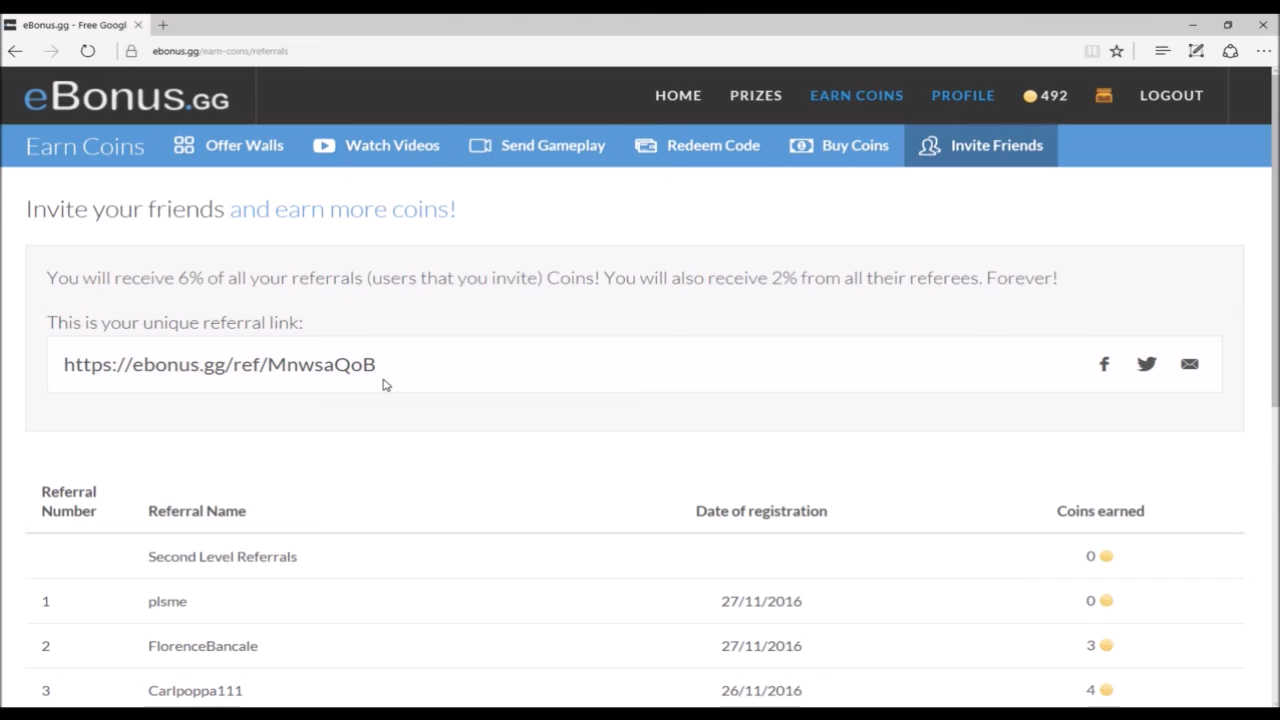 eBonus.gg - Free Googl
ebonus.gg/earn-coins/referrals
eBonus.GG
HOME PRIZES EARN COINS PROFILE 492 LOGOUT
Earn Coins Offer Walls Watch Videos Send Gameplay Redeem Code Buy Coins Invite Friends
Invite your friends and earn more coins!
You will receive 6% of all your referrals (users that you invite) Coins! You will also receive 2% from all their referees. Forever!
This is your unique referral link:
https://ebonus.gg/ref/MnwsaQoB
Referral
Number Referral Name Date of registration Coins earned
Second Level Referrals 0
1 plsme 27/11/2016 0
2 FlorenceBancale 27/11/2016 3
3 Carlpoppa111 26/11/2016 4